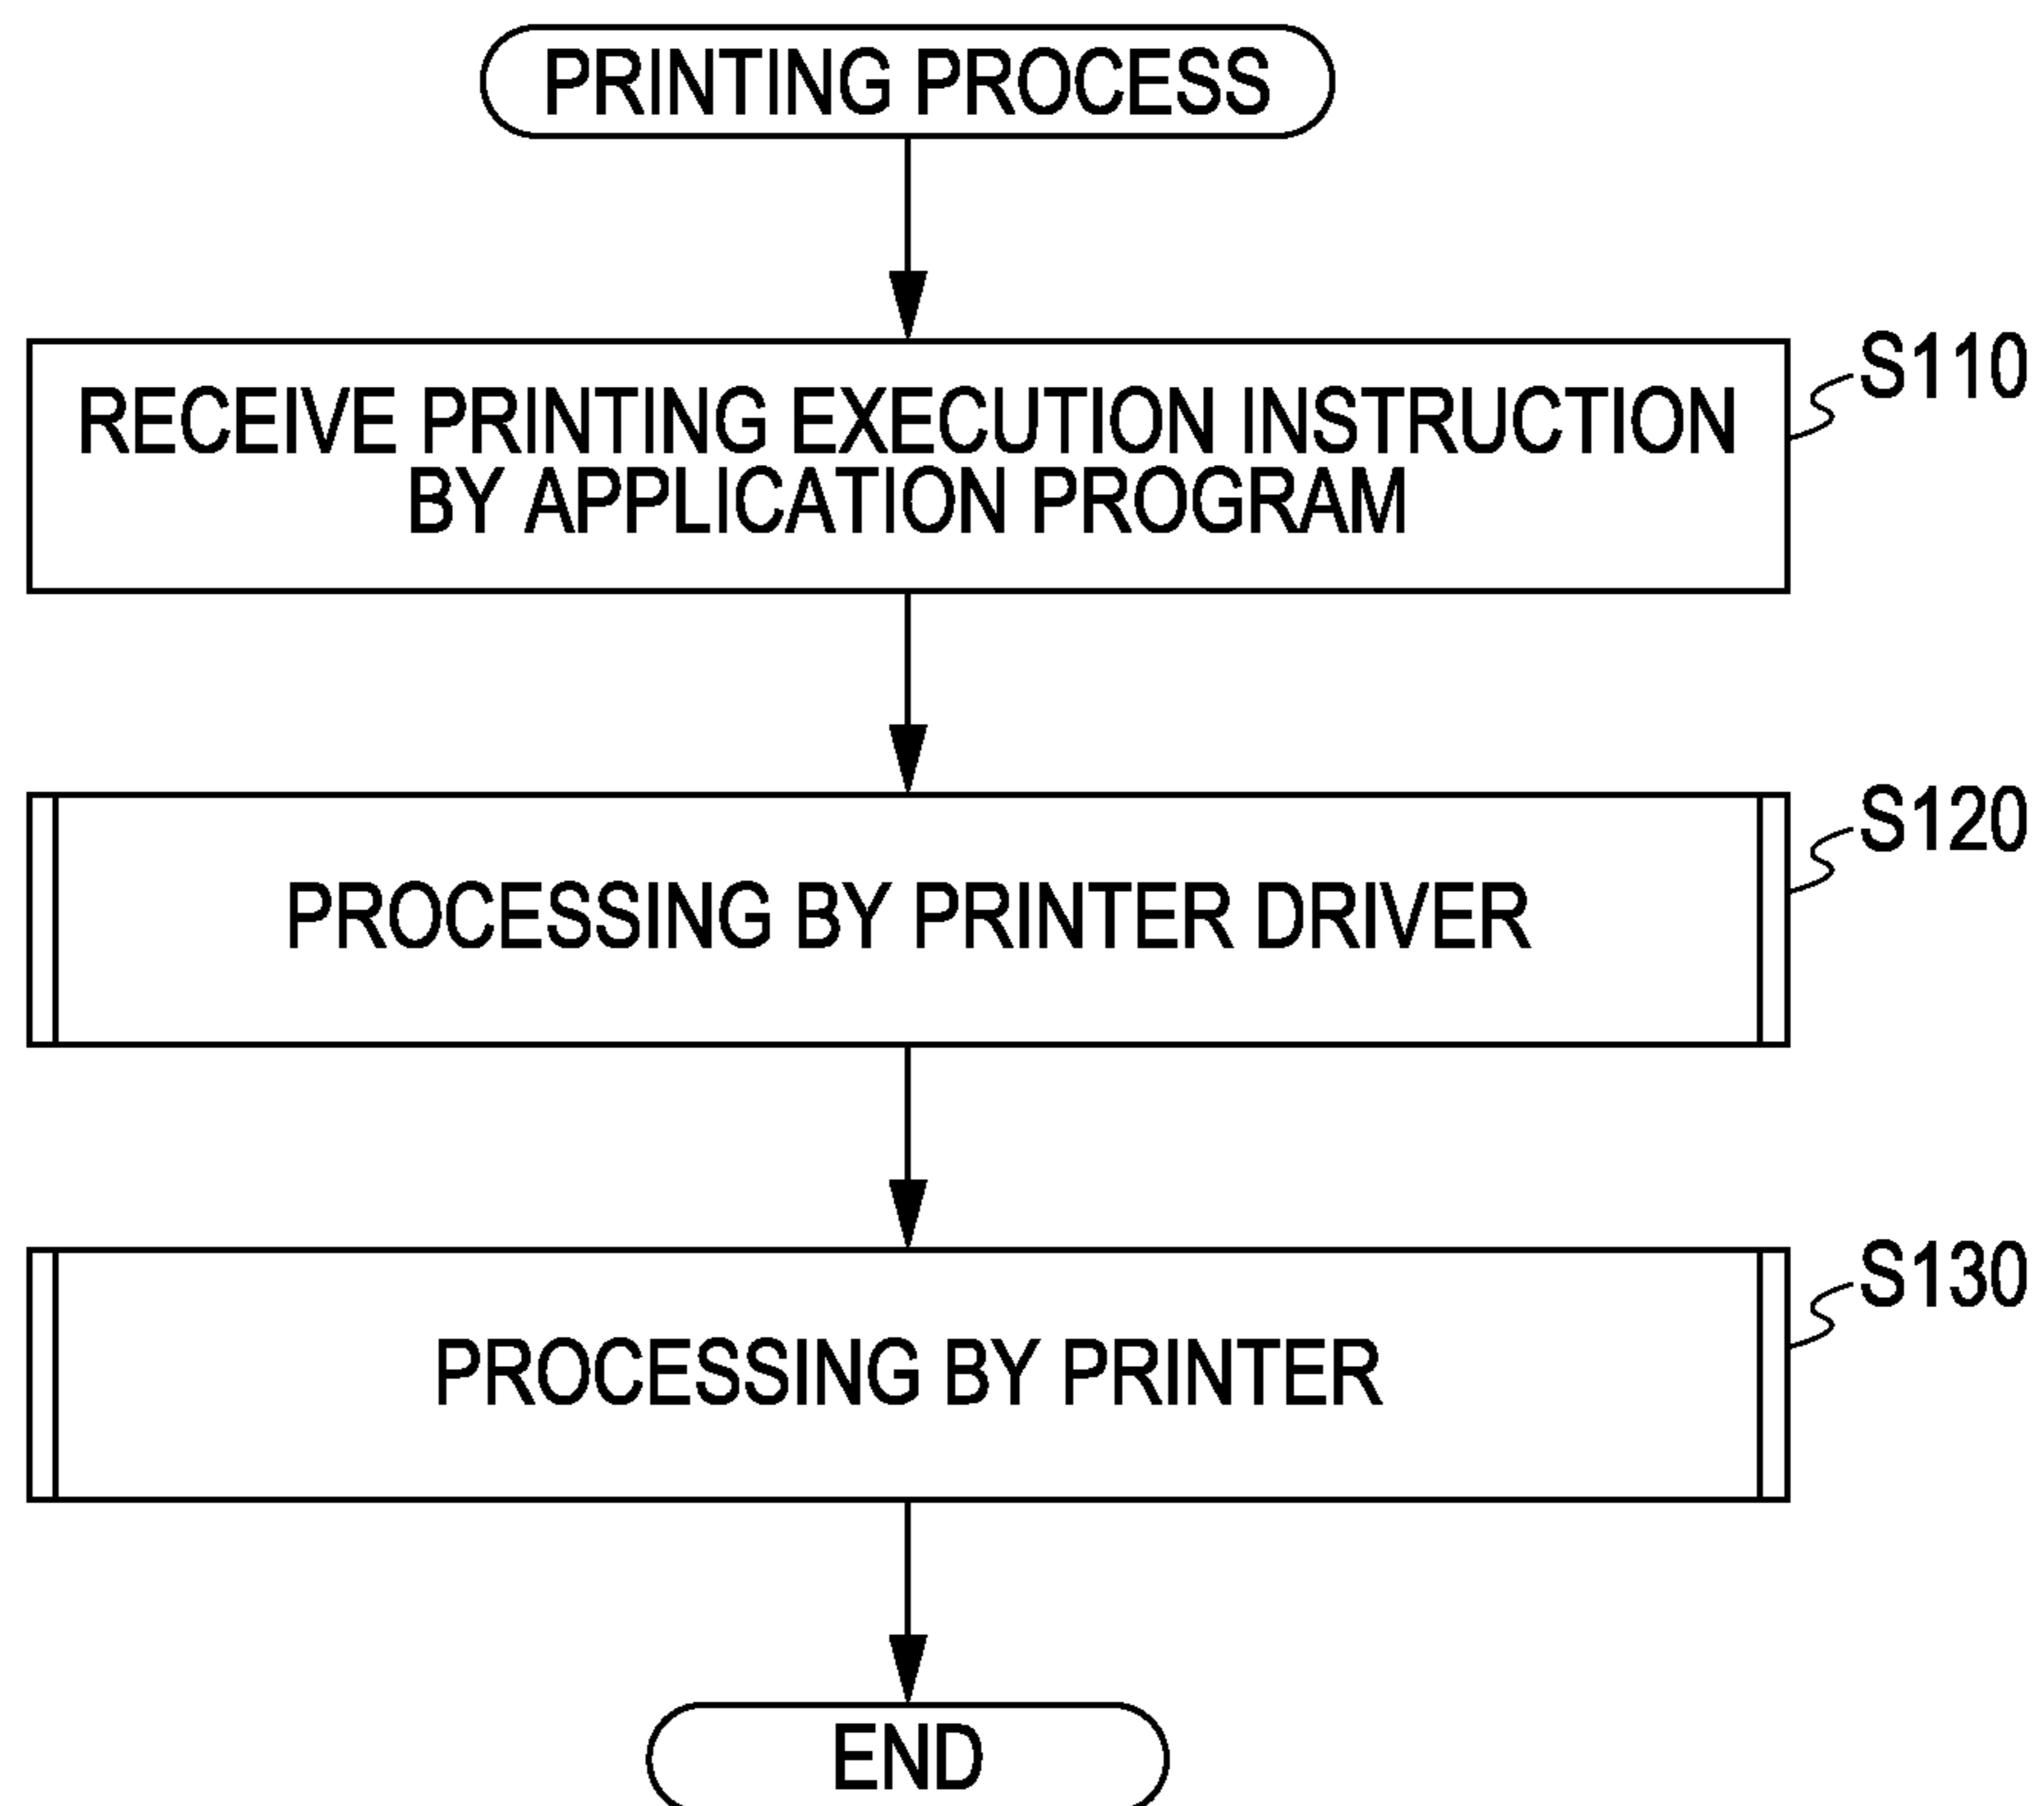 PRINTING PROCESS
RECEIVE PRINTING EXECUTION INSTRUCTION
BY APPLICATION PROGRAM
S110
PROCESSING BY PRINTER DRIVER
S120
PROCESSING BY PRINTER
S130
END